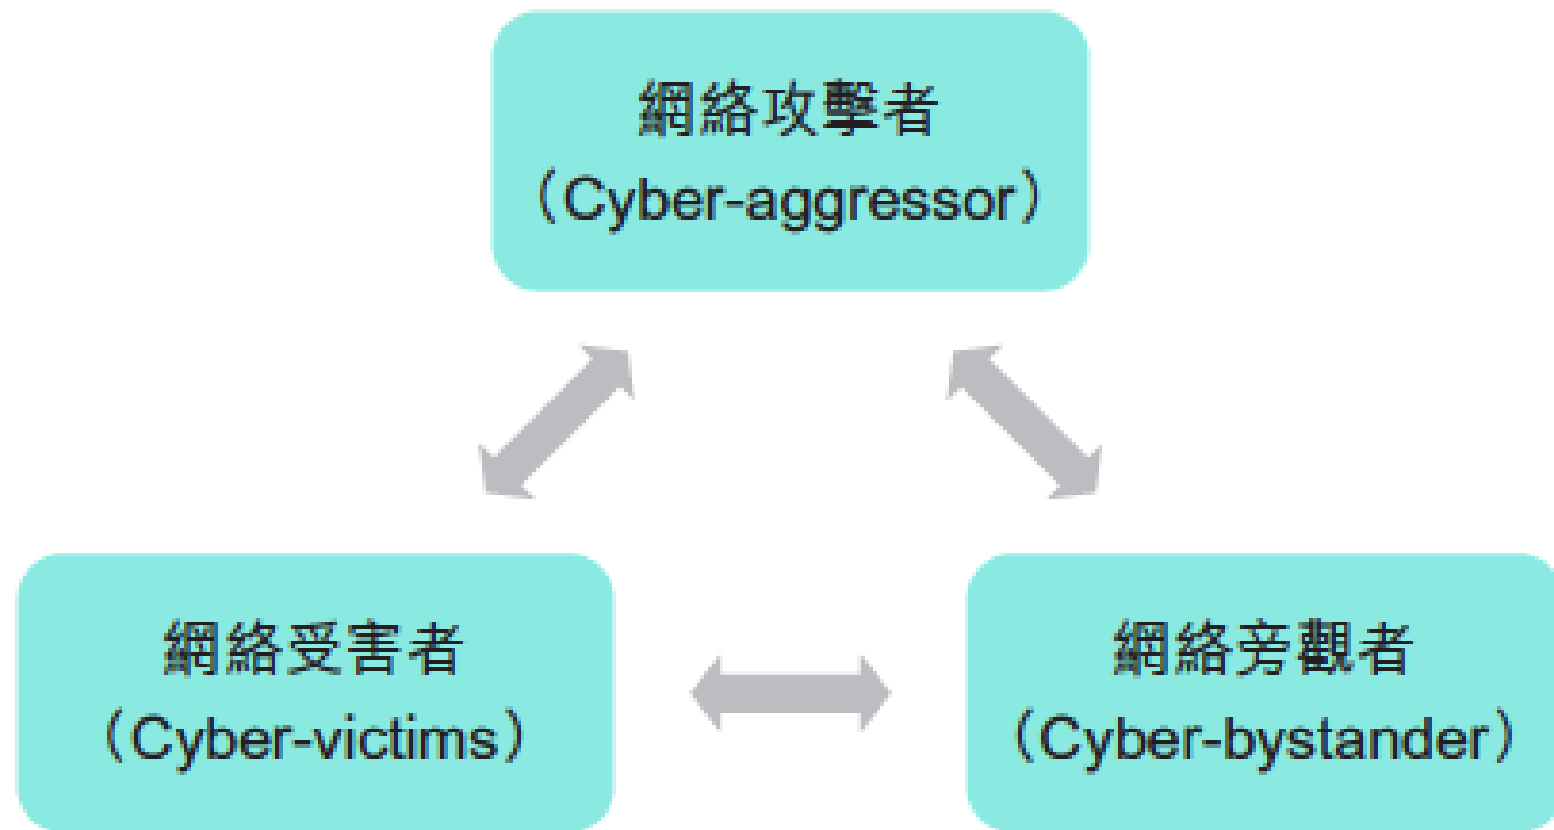 網絡攻擊者
（Cyber-aggressor）
網絡受害者
（Cyber-victims）
網絡旁觀者
（Cyber-bystander）